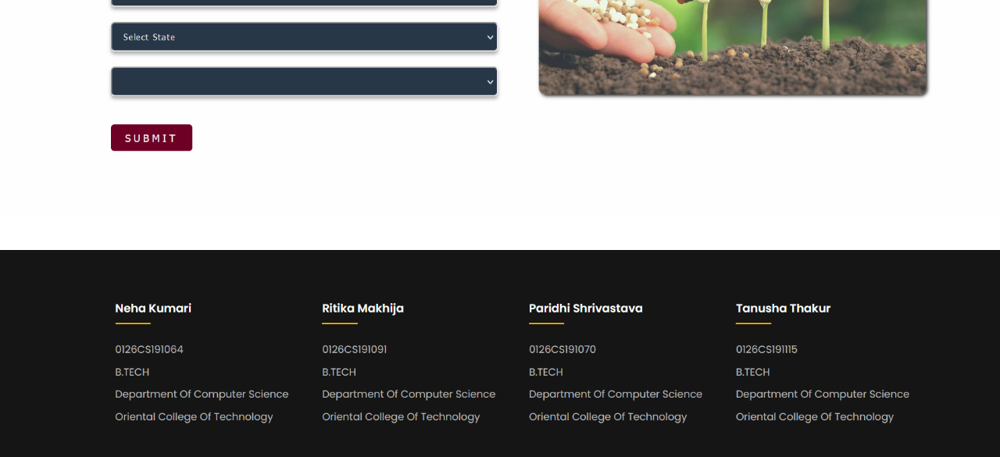 Select State
SUBMIT
Neha Kumari
0126CS191064
B.TECH
Department Of Computer Science
Oriental College Of Technology
Ritika Makhija
0126CS191091
B.TECH
Department Of Computer Science
Oriental College Of Technology
Paridhi Shrivastava
0126CS191070
B.TECH
Department Of Computer Science
Oriental College Of Technology
Tanusha Thakur
0126CS191115
B.TECH
Department Of Computer Science
Oriental College Of Technology